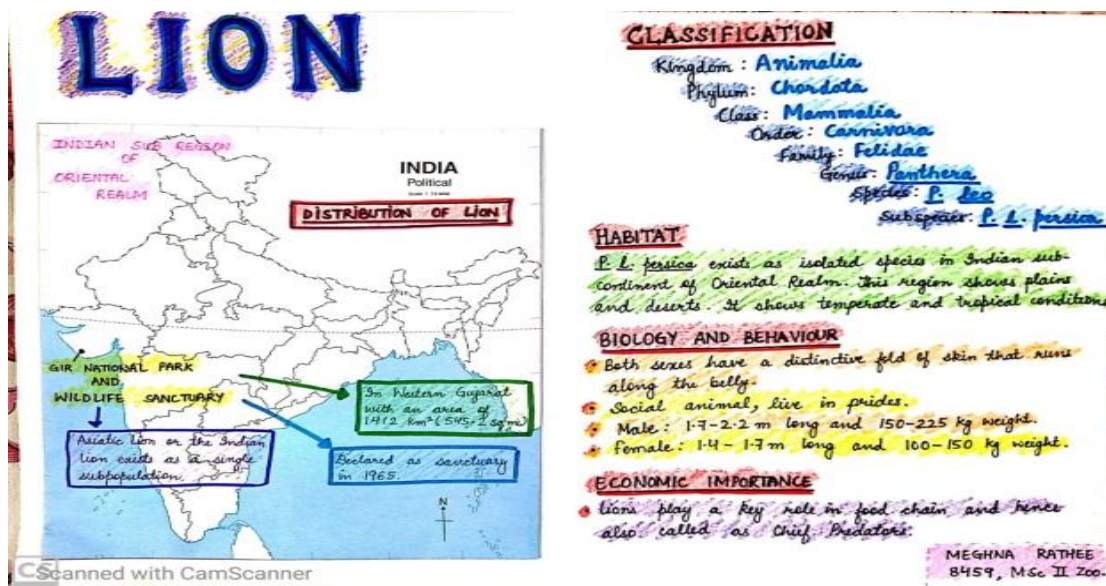 LION
INDIAN SUB REGION
OF
ORIENTAL
REALM
INDIA
Political
DISTRIBUTION OF LION
GIR NATIONAL PARK
AND
WILDLIFE SANCTUARY
In Western Gujarat
with an area of
1412 km² (545.2 sq mi)
Asiatic lion or the Indian
lion exists as a single
subpopulation.
Declared as sanctuary
in 1965.
N
CS Scanned with CamScanner
CLASSIFICATION
Kingdom: Animalia
Phylum: Chordata
Class: Mammalia
Order: Carnivora
Family: Felidae
Genus: Panthera
Species: P. leo
Subspecies: P. L. persica
HABITAT
P. L. persica exists as isolated species in Indian sub-
continent of Oriental Realm. This region shows plains
and deserts. It shows temperate and tropical conditions
BIOLOGY AND BEHAVIOUR
Both sexes have a distinctive fold of skin that runs
along the belly.
Social animal, live in prides.
Male: 1.7-2.2 m long and 150-225 kg weight.
Female: 1.4-1.7 m long and 100-150 kg weight.
ECONOMIC IMPORTANCE
Lions play a key role in food chain and hence
also called as Chief Predators.
MEGHNA RATHEE
8459, MSc II Zoo-